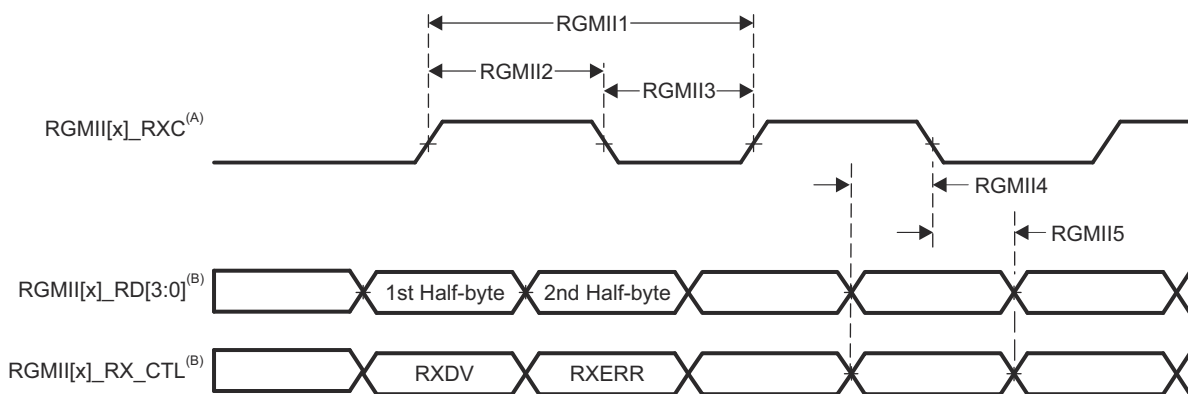 RGMII1
RGMII2
RGMII3
RGMII[x]_RXC(A)
RGMII4
RGMII5
RGMII[x]_RD[3:0](B)
1st Half-byte
2nd Half-byte
RGMII[x]_RX_CTL(B)
RXDV
RXERR